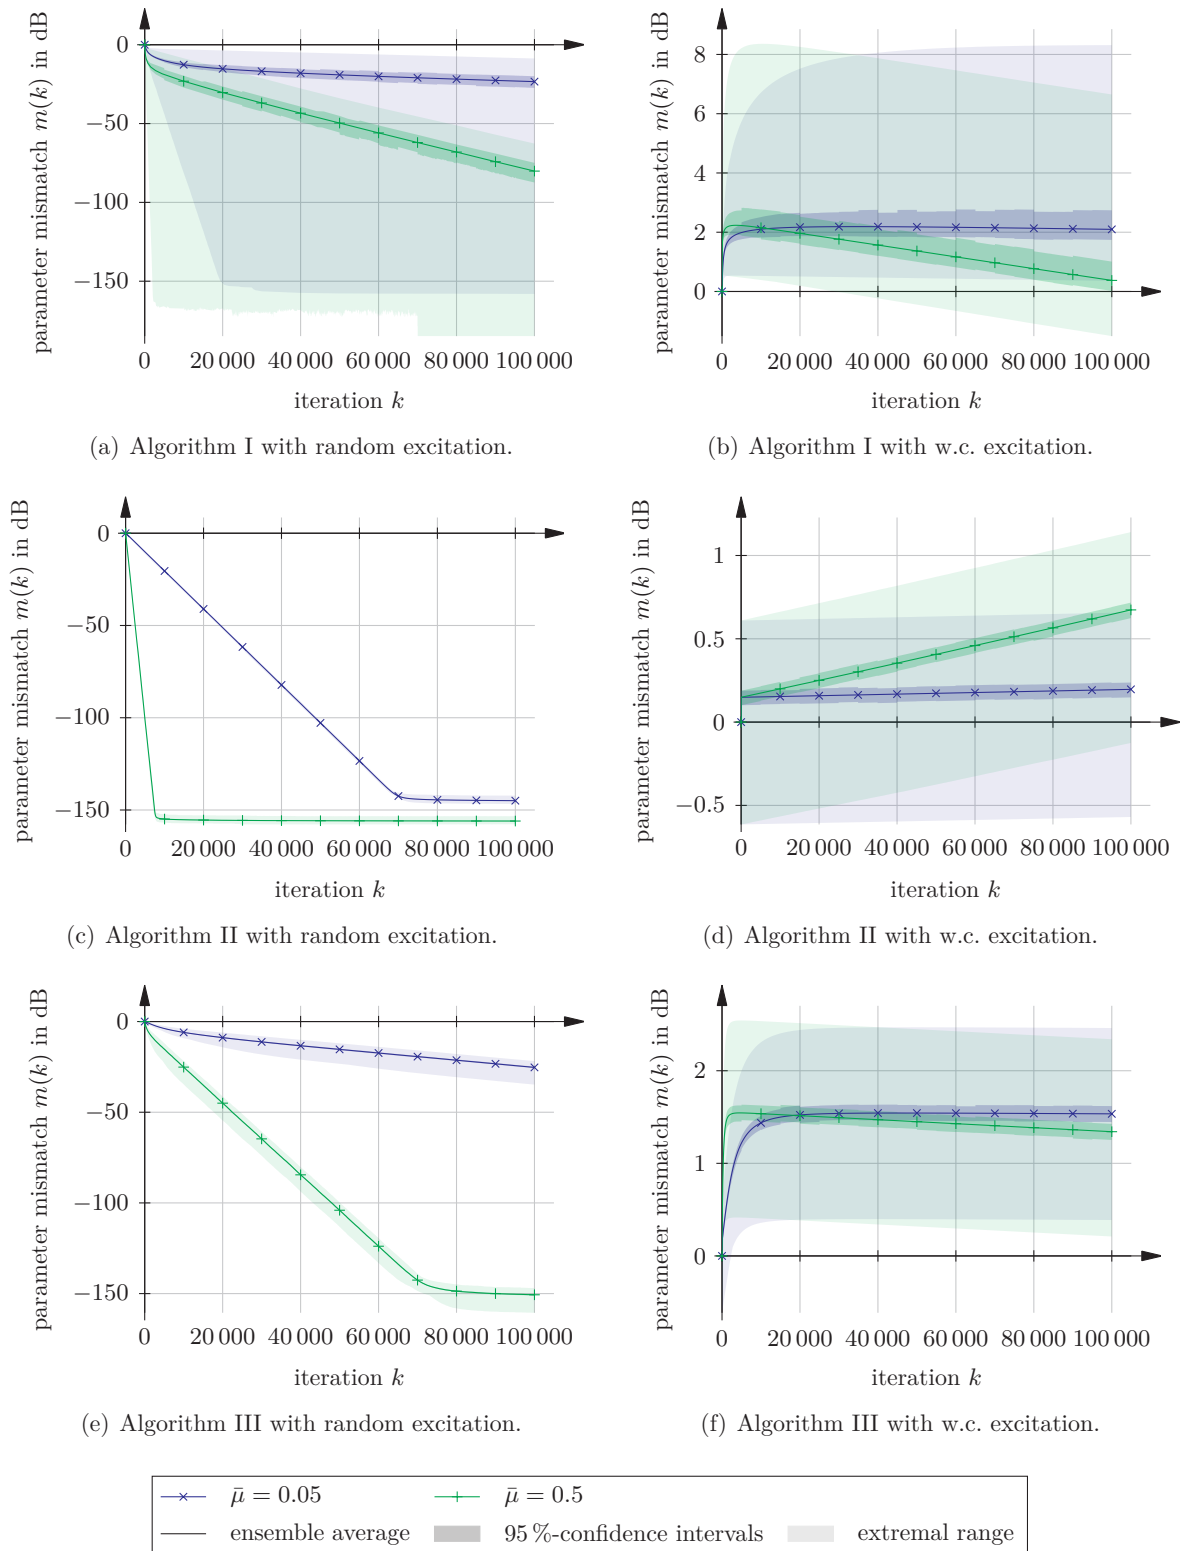 parameter mismatch m(k) in dB
0
−50
−100
−150
0 20 000 40 000 60 000 80 000 100 000
iteration k
(a) Algorithm I with random excitation.
parameter mismatch m(k) in dB
8
6
4
2
0
0 20 000 40 000 60 000 80 000 100 000
iteration k
(b) Algorithm I with w.c. excitation.
parameter mismatch m(k) in dB
0
−50
−100
−150
0 20 000 40 000 60 000 80 000 100 000
iteration k
(c) Algorithm II with random excitation.
parameter mismatch m(k) in dB
1
0.5
0
−0.5
0 20 000 40 000 60 000 80 000 100 000
iteration k
(d) Algorithm II with w.c. excitation.
parameter mismatch m(k) in dB
0
−50
−100
−150
0 20 000 40 000 60 000 80 000 100 000
iteration k
(e) Algorithm III with random excitation.
parameter mismatch m(k) in dB
2
1
0
0 20 000 40 000 60 000 80 000 100 000
iteration k
(f) Algorithm III with w.c. excitation.
μ̄ = 0.05 μ̄ = 0.5
ensemble average 95 %-confidence intervals extremal range